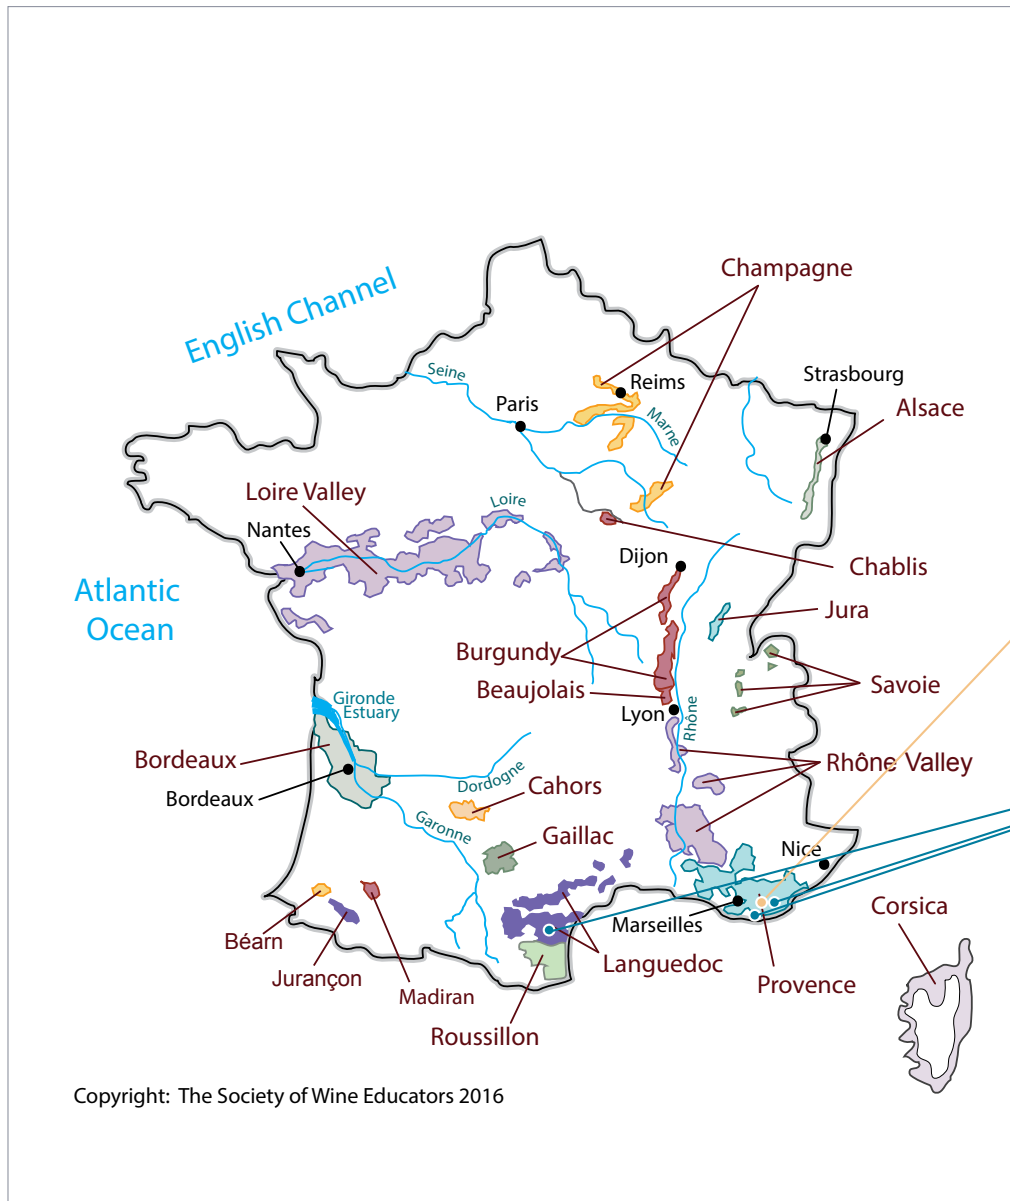 Champagne
English Channel
Seine
Reims
Strasbourg
Paris
Alsace
Marne
Loire Valley
Loire
Nantes
Dijon
Chablis
Atlantic
Ocean
Jura
Burgundy
Savoie
Beaujolais
Gironde
Estuary
Lyon
Rhône
Bordeaux
Rhône Valley
Bordeaux
Dordogne
Cahors
Garonne
Gaillac
Nice
Corsica
Marseilles
Béarn
Languedoc
Jurançon
Provence
Madiran
Roussillon
Copyright: The Society of Wine Educators 2016